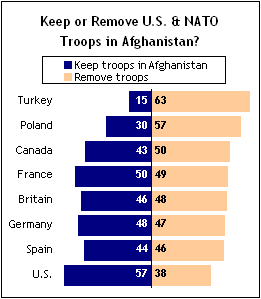 Keep or Remove U.S. & NATO
Troops in Afghanistan?
Keep troops in Afghanistan
Remove troops
Turkey 15 63
Poland 30 57
Canada 43 50
France 50 49
Britain 46 48
Germany 48 47
Spain 44 46
U.S. 57 38